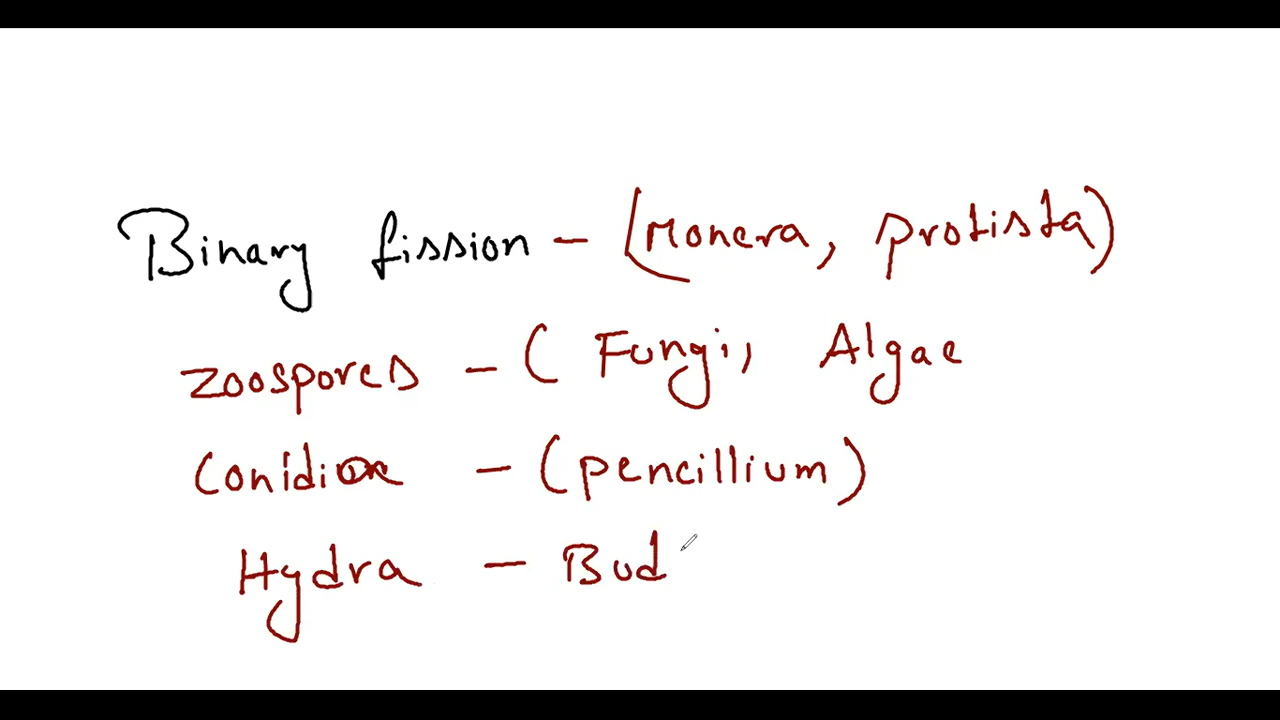 Binary fission - (Monera, Protista)
Zoospores - ( Fungi, Algae
Conidia - (pencillium)
Hydra - Bud